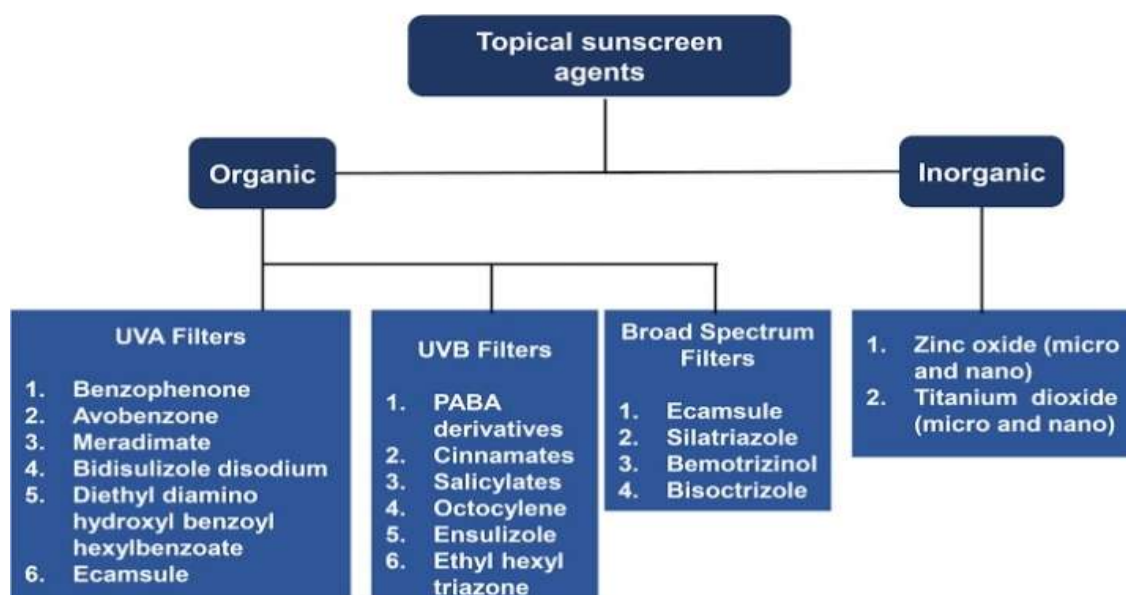 Topical sunscreen
agents
Organic
Inorganic
UVA Filters
1. Benzophenone
2. Avobenzone
3. Meradimate
4. Bidisulizole disodium
5. Diethyl diamino
hydroxyl benzoyl
hexylbenzoate
6. Ecamsule
UVB Filters
1. PABA
derivatives
2. Cinnamates
3. Salicylates
4. Octocylene
5. Ensulizole
6. Ethyl hexyl
triazone
Broad Spectrum
Filters
1. Ecamsule
2. Silatriazole
3. Bemotrizinol
4. Bisoctrizole
1. Zinc oxide (micro
and nano)
2. Titanium dioxide
(micro and nano)